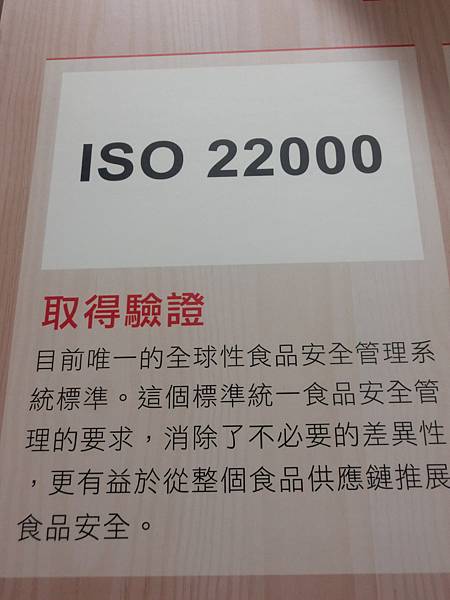 ISO 22000
取得驗證
目前唯一的全球性食品安全管理系
統標準。這個標準統一食品安全管
理的要求，消除了不必要的差異性
，更有益於從整個食品供應鏈推展
食品安全。